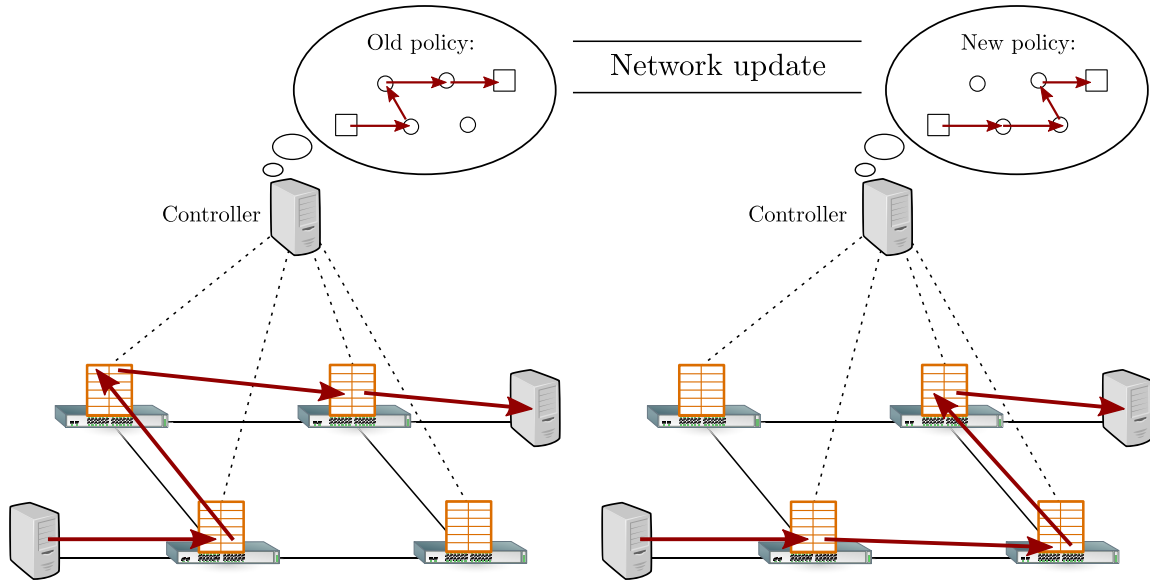 Old policy:
Network update
New policy:
Controller
Controller